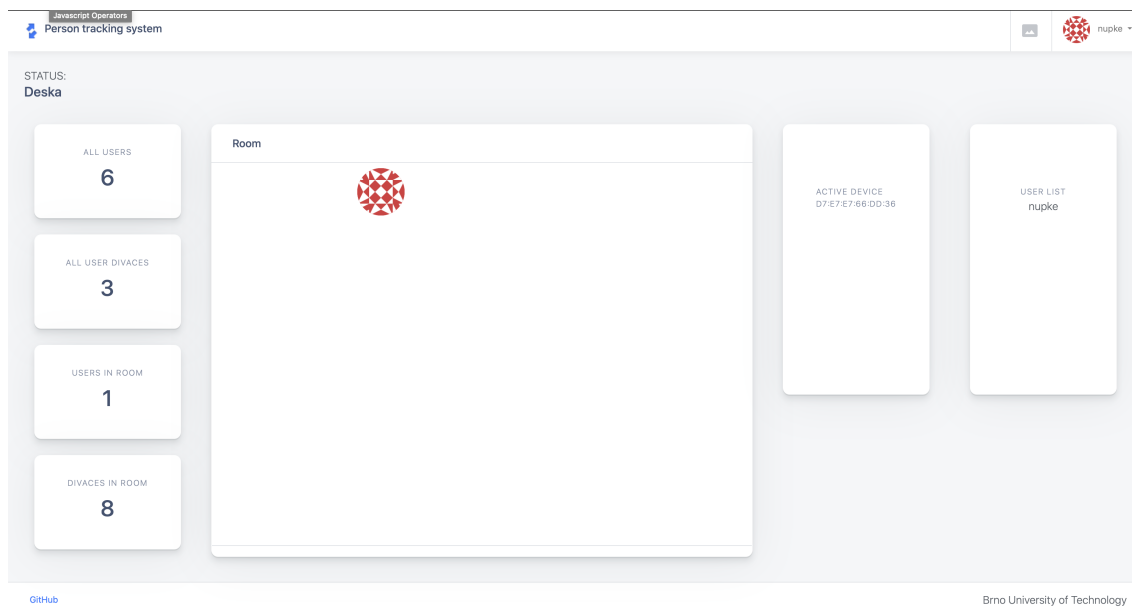 Javascript Operators
Person tracking system
nupke
STATUS:
Deska
ALL USERS
6
ALL USER DIVACES
3
USERS IN ROOM
1
DIVACES IN ROOM
8
Room
ACTIVE DEVICE
D7:E7:E7:66:DD:36
USER LIST
nupke
GitHub
Brno University of Technology